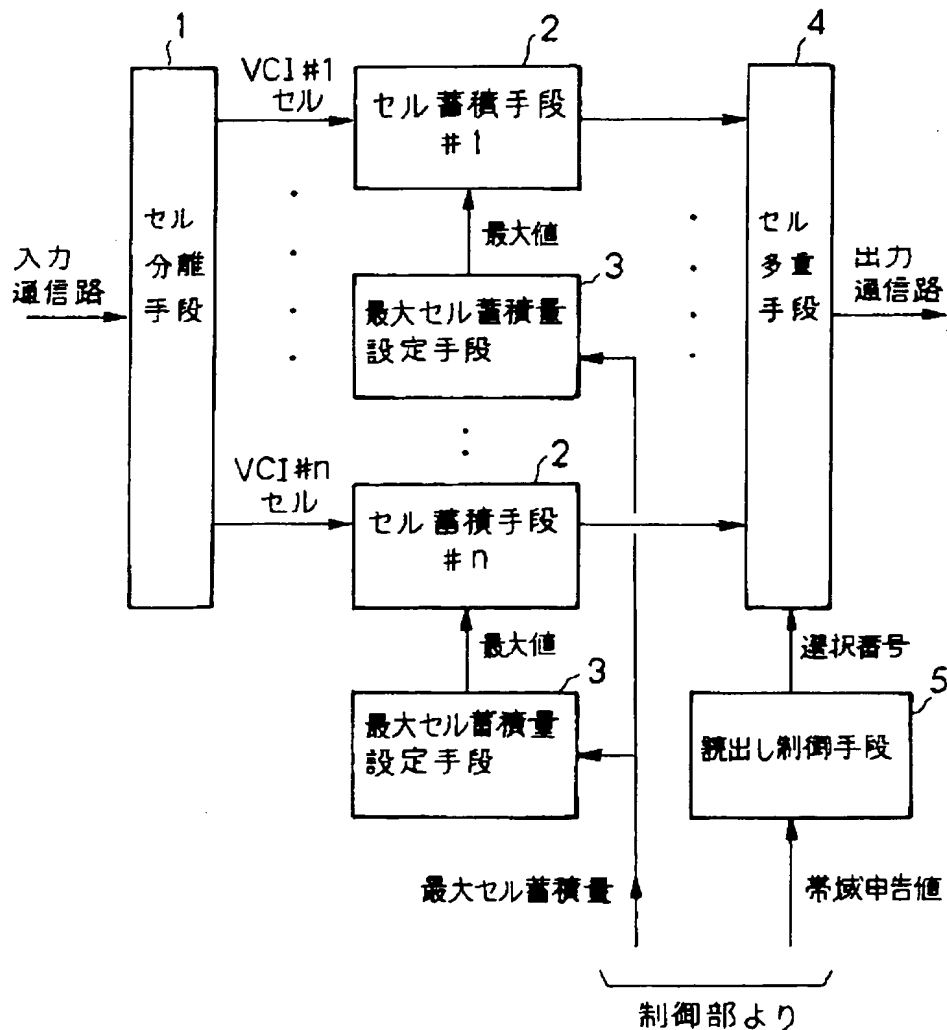 1
2
4
VCI#1
セル
セル蓄積手段
#1
最大値
入力
通信路
セル
分離
手段
3
最大セル蓄積量
設定手段
セル
多重
手段
出力
通信路
VCI#n
セル
2
セル蓄積手段
#n
最大値
選択番号
3
最大セル蓄積量
設定手段
5
読出し制御手段
最大セル蓄積量
帯域申告値
制御部より